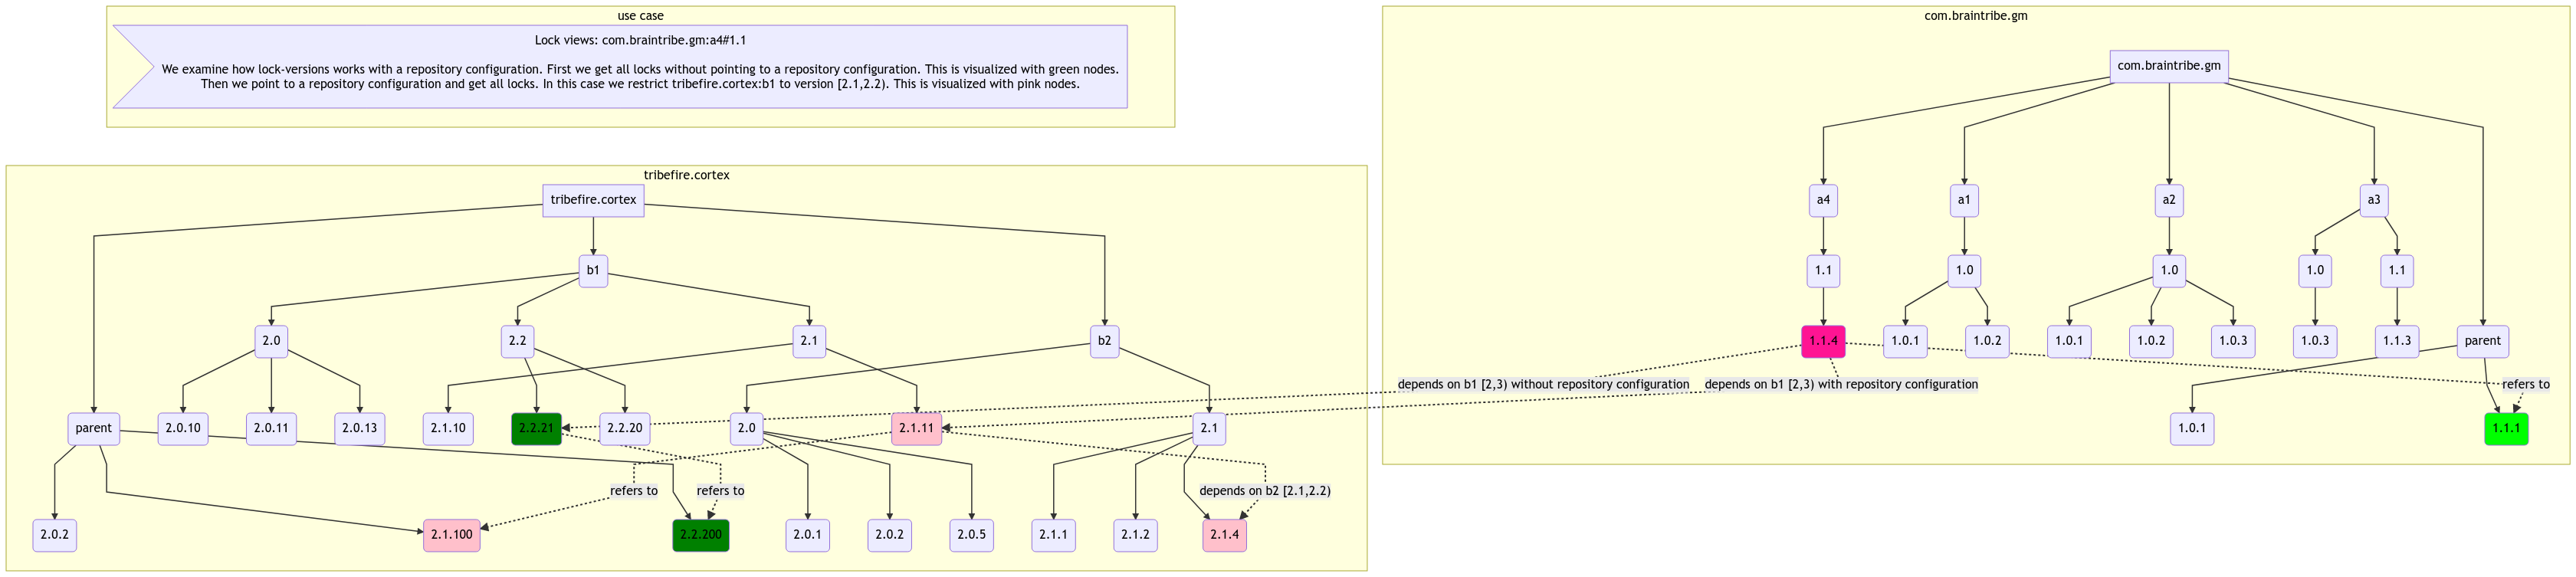 use case
Lock views: com.braintribe.gm:a4#1.1
We examine how lock-versions works with a repository configuration. First we get all locks without pointing to a repository configuration. This is visualized with green nodes.
Then we point to a repository configuration and get all locks. In this case we restrict tribefire.cortex:b1 to version [2.1,2.2). This is visualized with pink nodes.
com.braintribe.gm
com.braintribe.gm
a4
a1
a2
a3
1.1
1.0
1.0
1.0
1.1
1.1.4
1.0.1
1.0.2
1.0.1
1.0.2
1.0.3
1.0.3
1.1.3
parent
depends on b1 [2,3) without repository configuration
depends on b1 [2,3) with repository configuration
refers to
1.0.1
1.1.1
tribefire.cortex
tribefire.cortex
b1
2.0
2.2
2.1
b2
parent
2.0.10
2.0.11
2.0.13
2.1.10
2.2.21
2.2.20
2.0
2.1.11
2.1
refers to
refers to
depends on b2 [2.1,2.2)
2.0.2
2.1.100
2.2.200
2.0.1
2.0.2
2.0.5
2.1.1
2.1.2
2.1.4